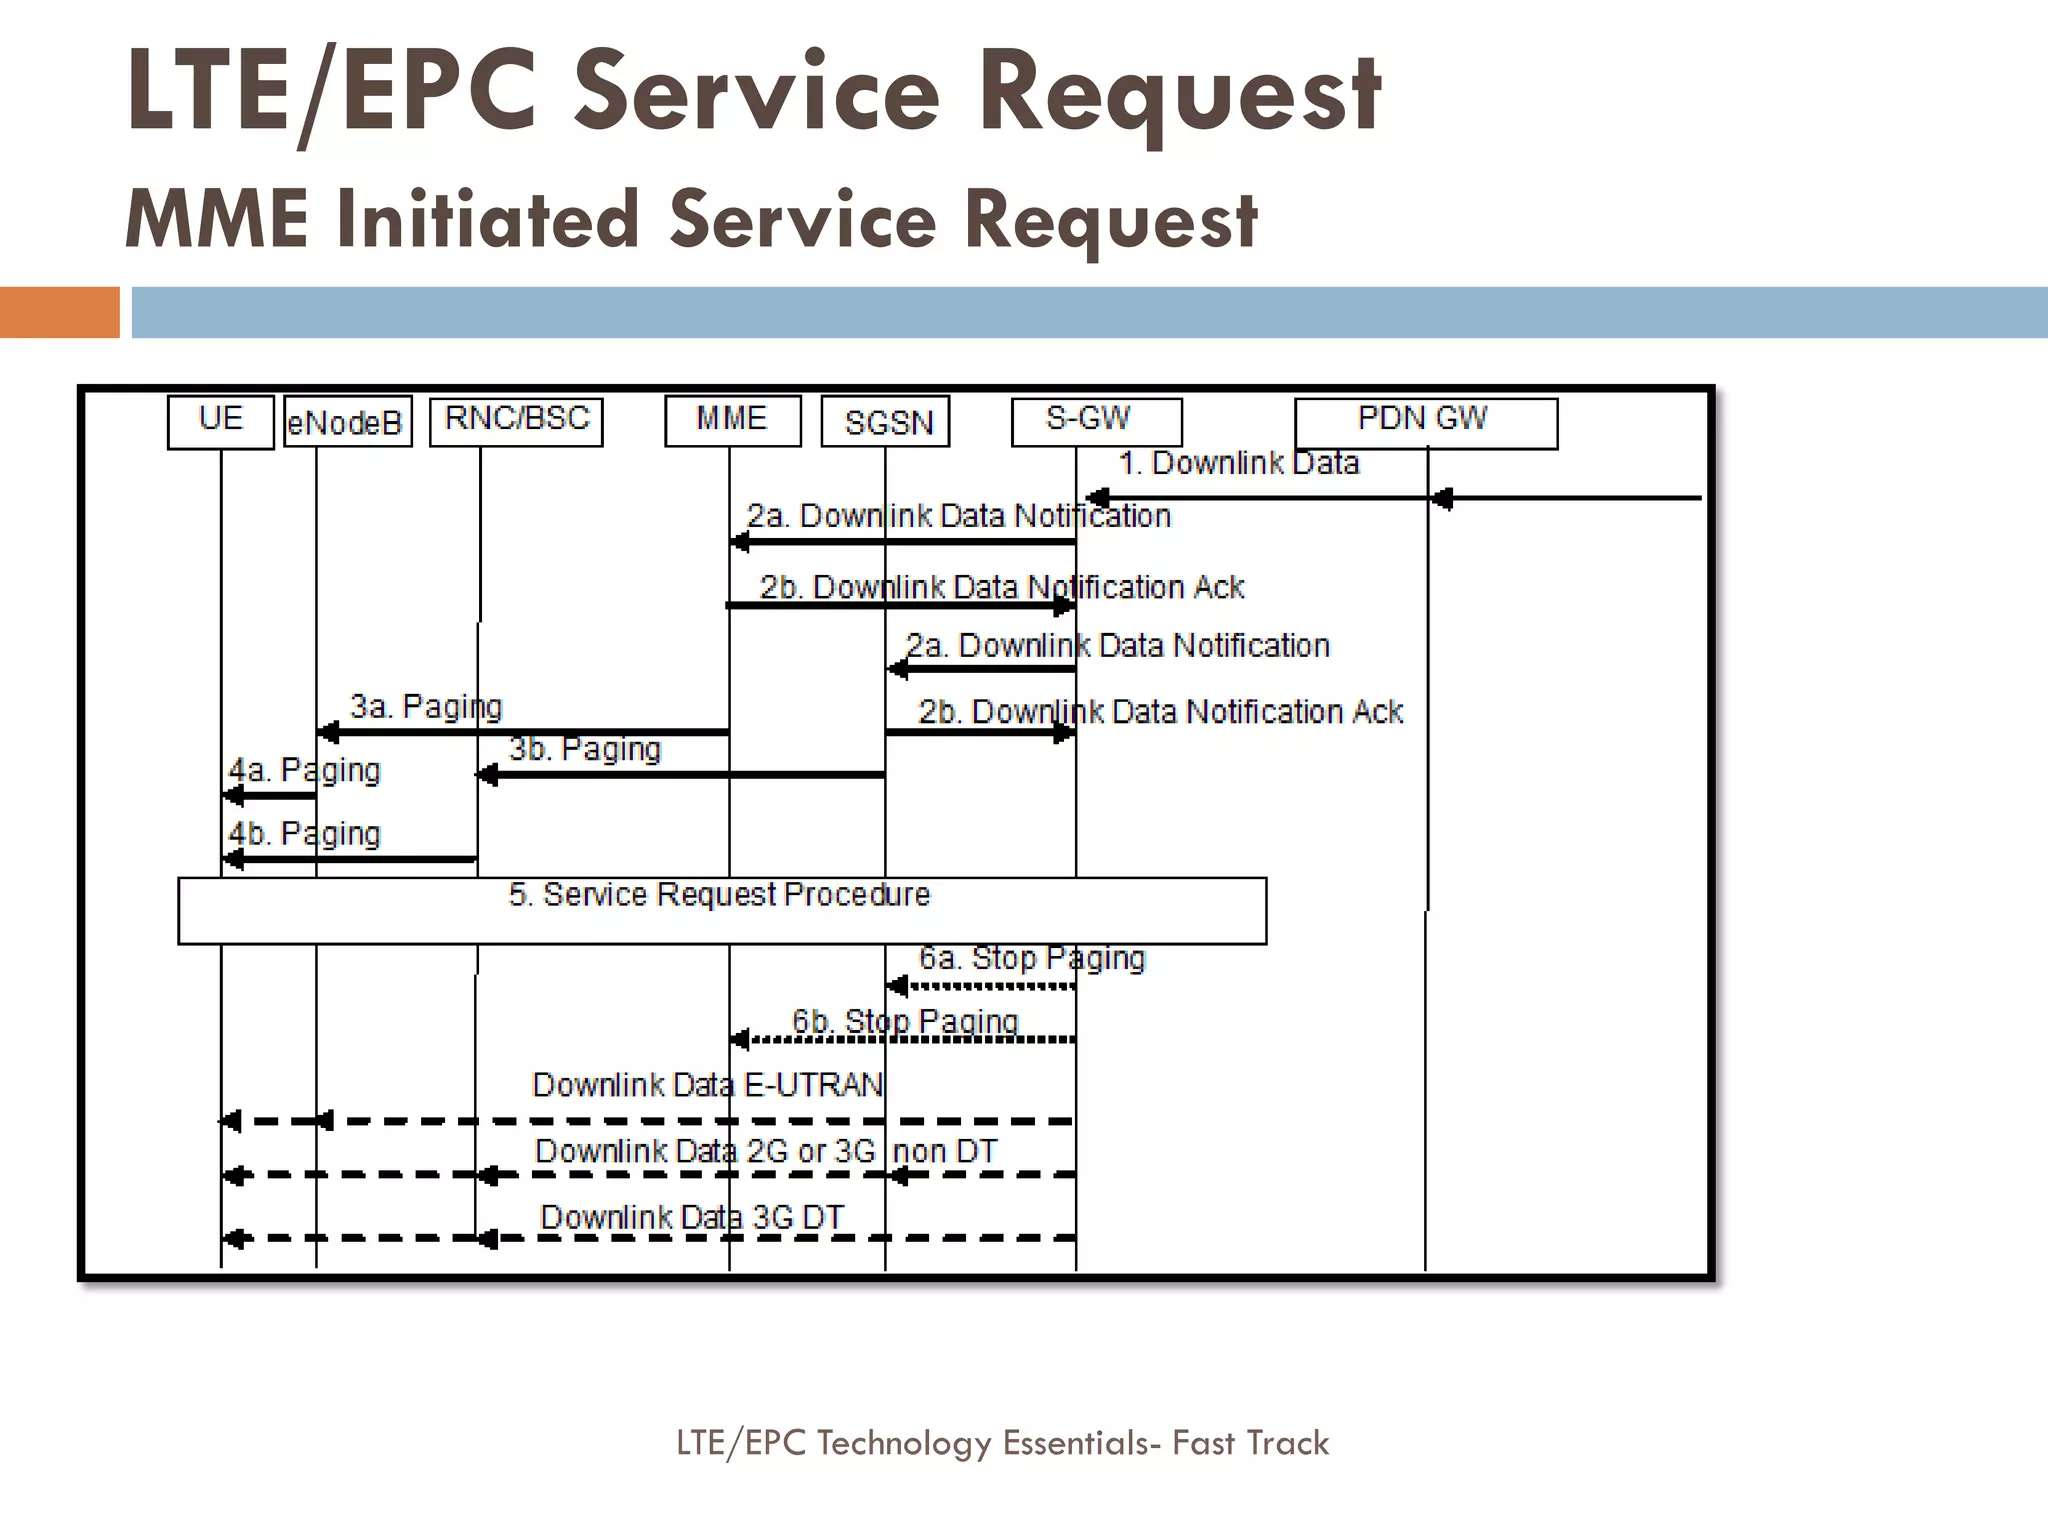 LTE/EPC Service Request
MME Initiated Service Request
UE
eNodeB
RNC/BSC
MME
SGSN
S-GW
PDN GW
1. Downlink Data
2a. Downlink Data Notification
2b. Downlink Data Notification Ack
2a. Downlink Data Notification
3a. Paging
2b. Downlink Data Notification Ack
3b. Paging
4a. Paging
4b. Paging
5. Service Request Procedure
6a. Stop Paging
6b. Stop Paging
Downlink Data E-UTRAN
Downlink Data 2G or 3G non DT
Downlink Data 3G DT
LTE/EPC Technology Essentials- Fast Track